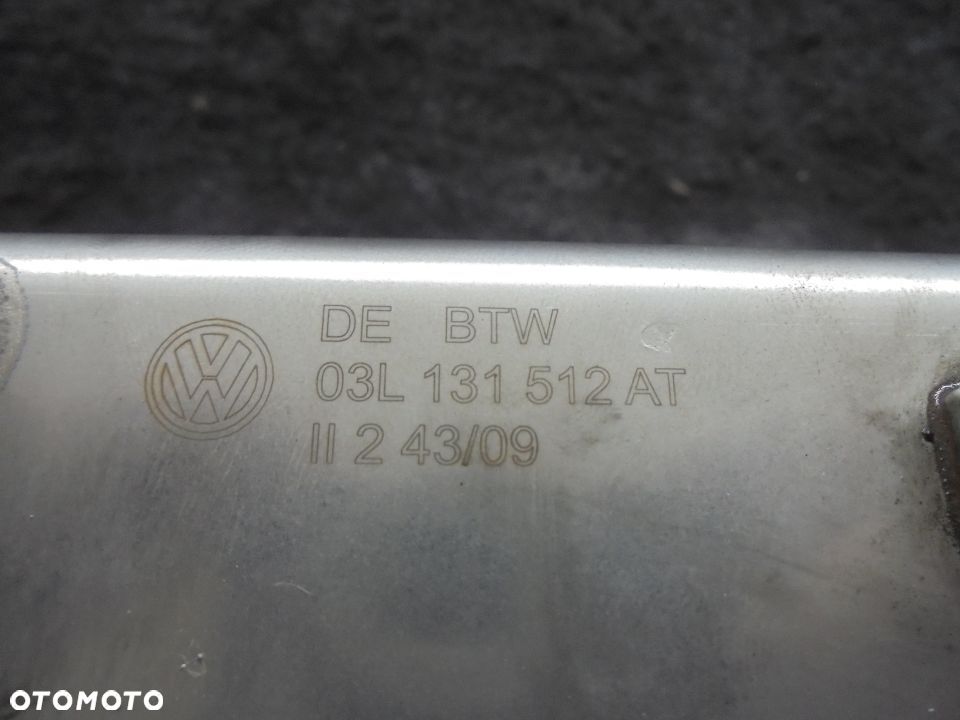 DE BTW
03L 131 512 AT
II 2 43/09
OTOMOTO